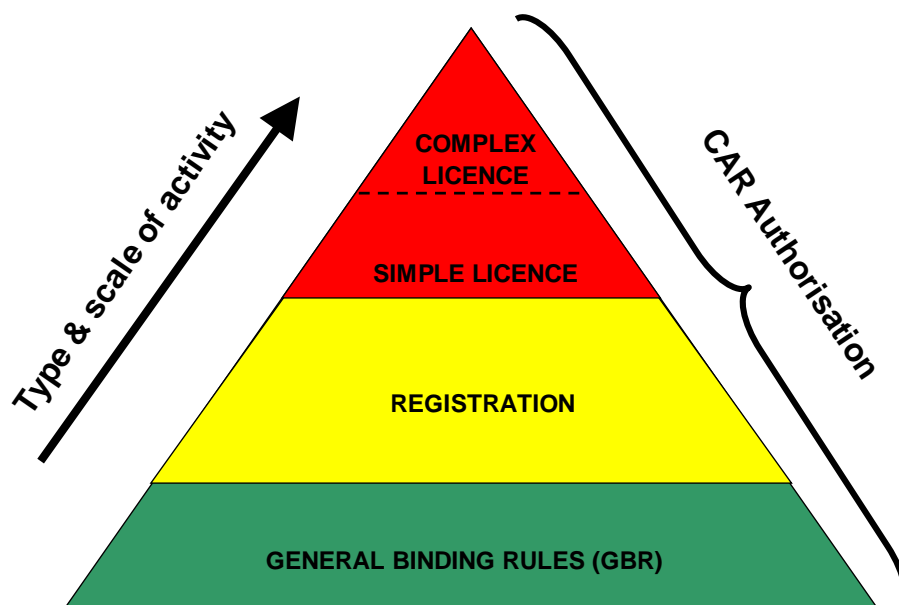 COMPLEX
LICENCE
SIMPLE LICENCE
REGISTRATION
GENERAL BINDING RULES (GBR)
Type & scale of activity
CAR Authorisation